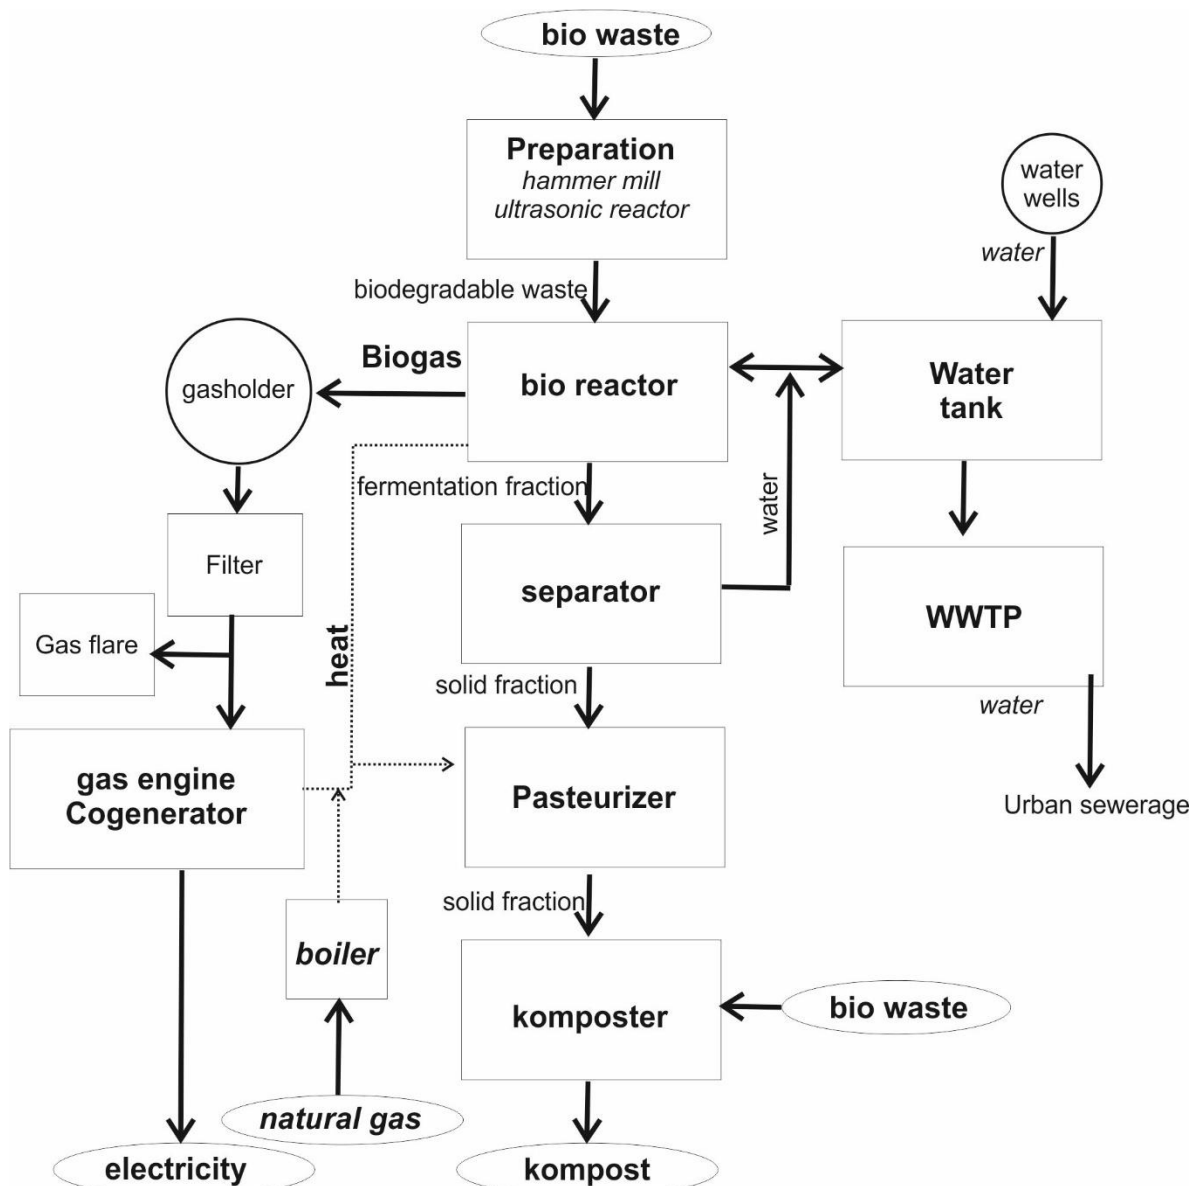 bio waste
Preparation
hammer mill
ultrasonic reactor
water
wells
water
biodegradable waste
Biogas
gasholder
bio reactor
Water
tank
fermentation fraction
water
Filter
separator
WWTP
Gas flare
heat
solid fraction
water
gas engine
Cogenerator
Pasteurizer
Urban sewerage
solid fraction
boiler
komposter
bio waste
natural gas
electricity
kompost